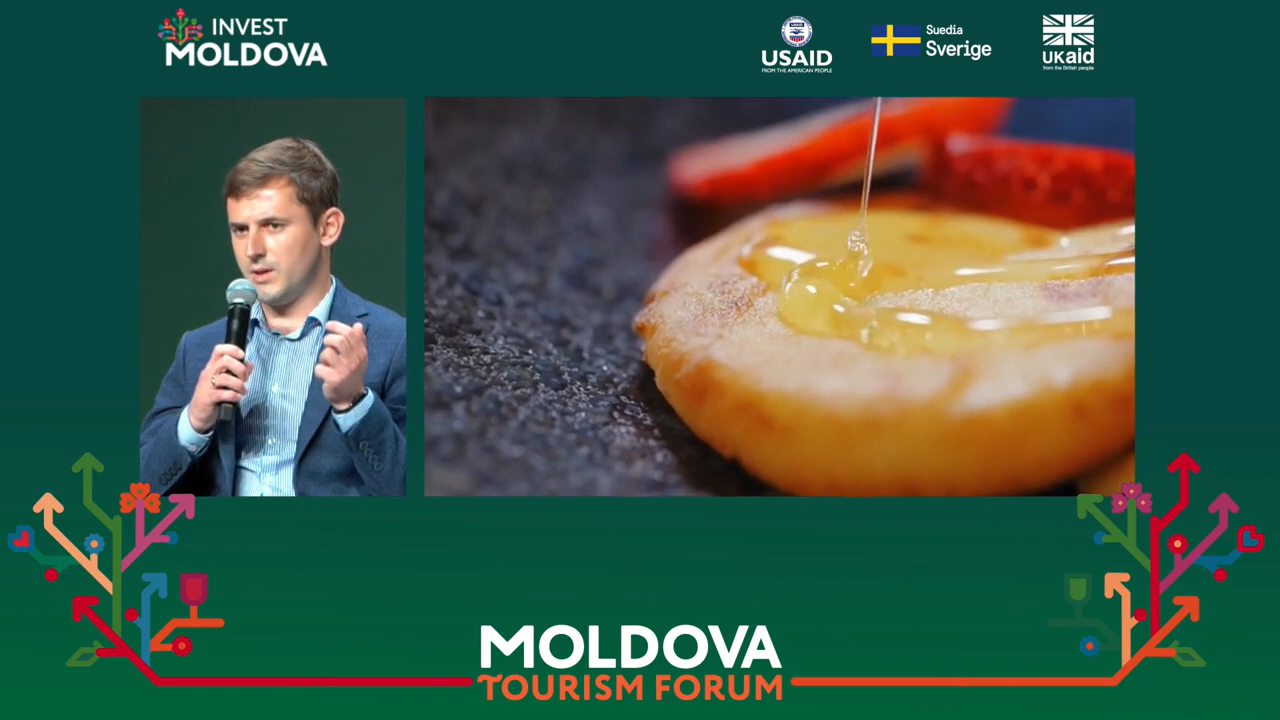 INVEST
MOLDOVA
USAID
FROM THE AMERICAN PEOPLE
Suedia
Sverige
UKaid
from the British people
MOLDOVA
TOURISM FORUM